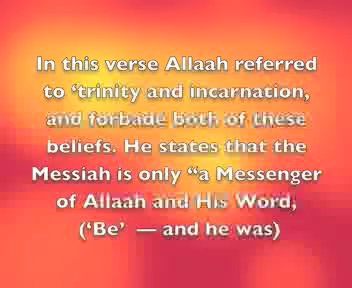 In this verse Allaah referred
to ‘trinity and incarnation,
and forbade both of these
beliefs. He states that the
Messiah is only “a Messenger
of Allaah and His Word,
(‘Be’ — and he was)